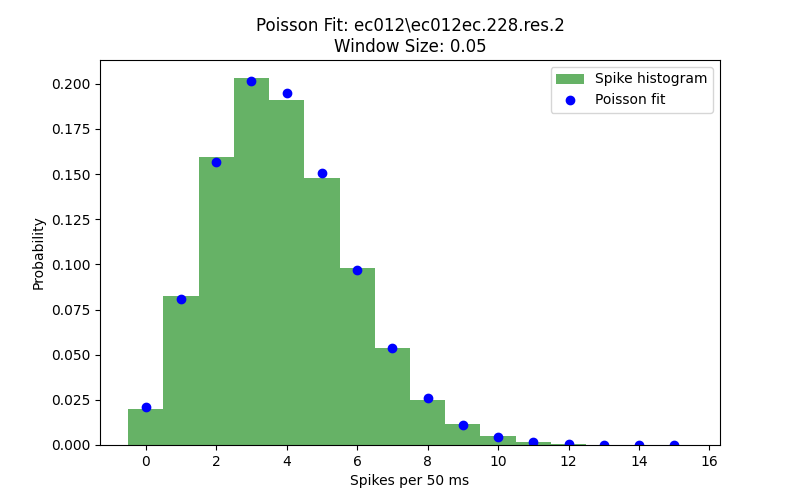 Poisson Fit: ec012\ec012ec.228.res.2
Window Size: 0.05
Spike histogram
Poisson fit
0.200
0.175
0.150
0.125
0.100
0.075
0.050
0.025
0.000
Probability
0 2 4 6 8 10 12 14 16
Spikes per 50 ms